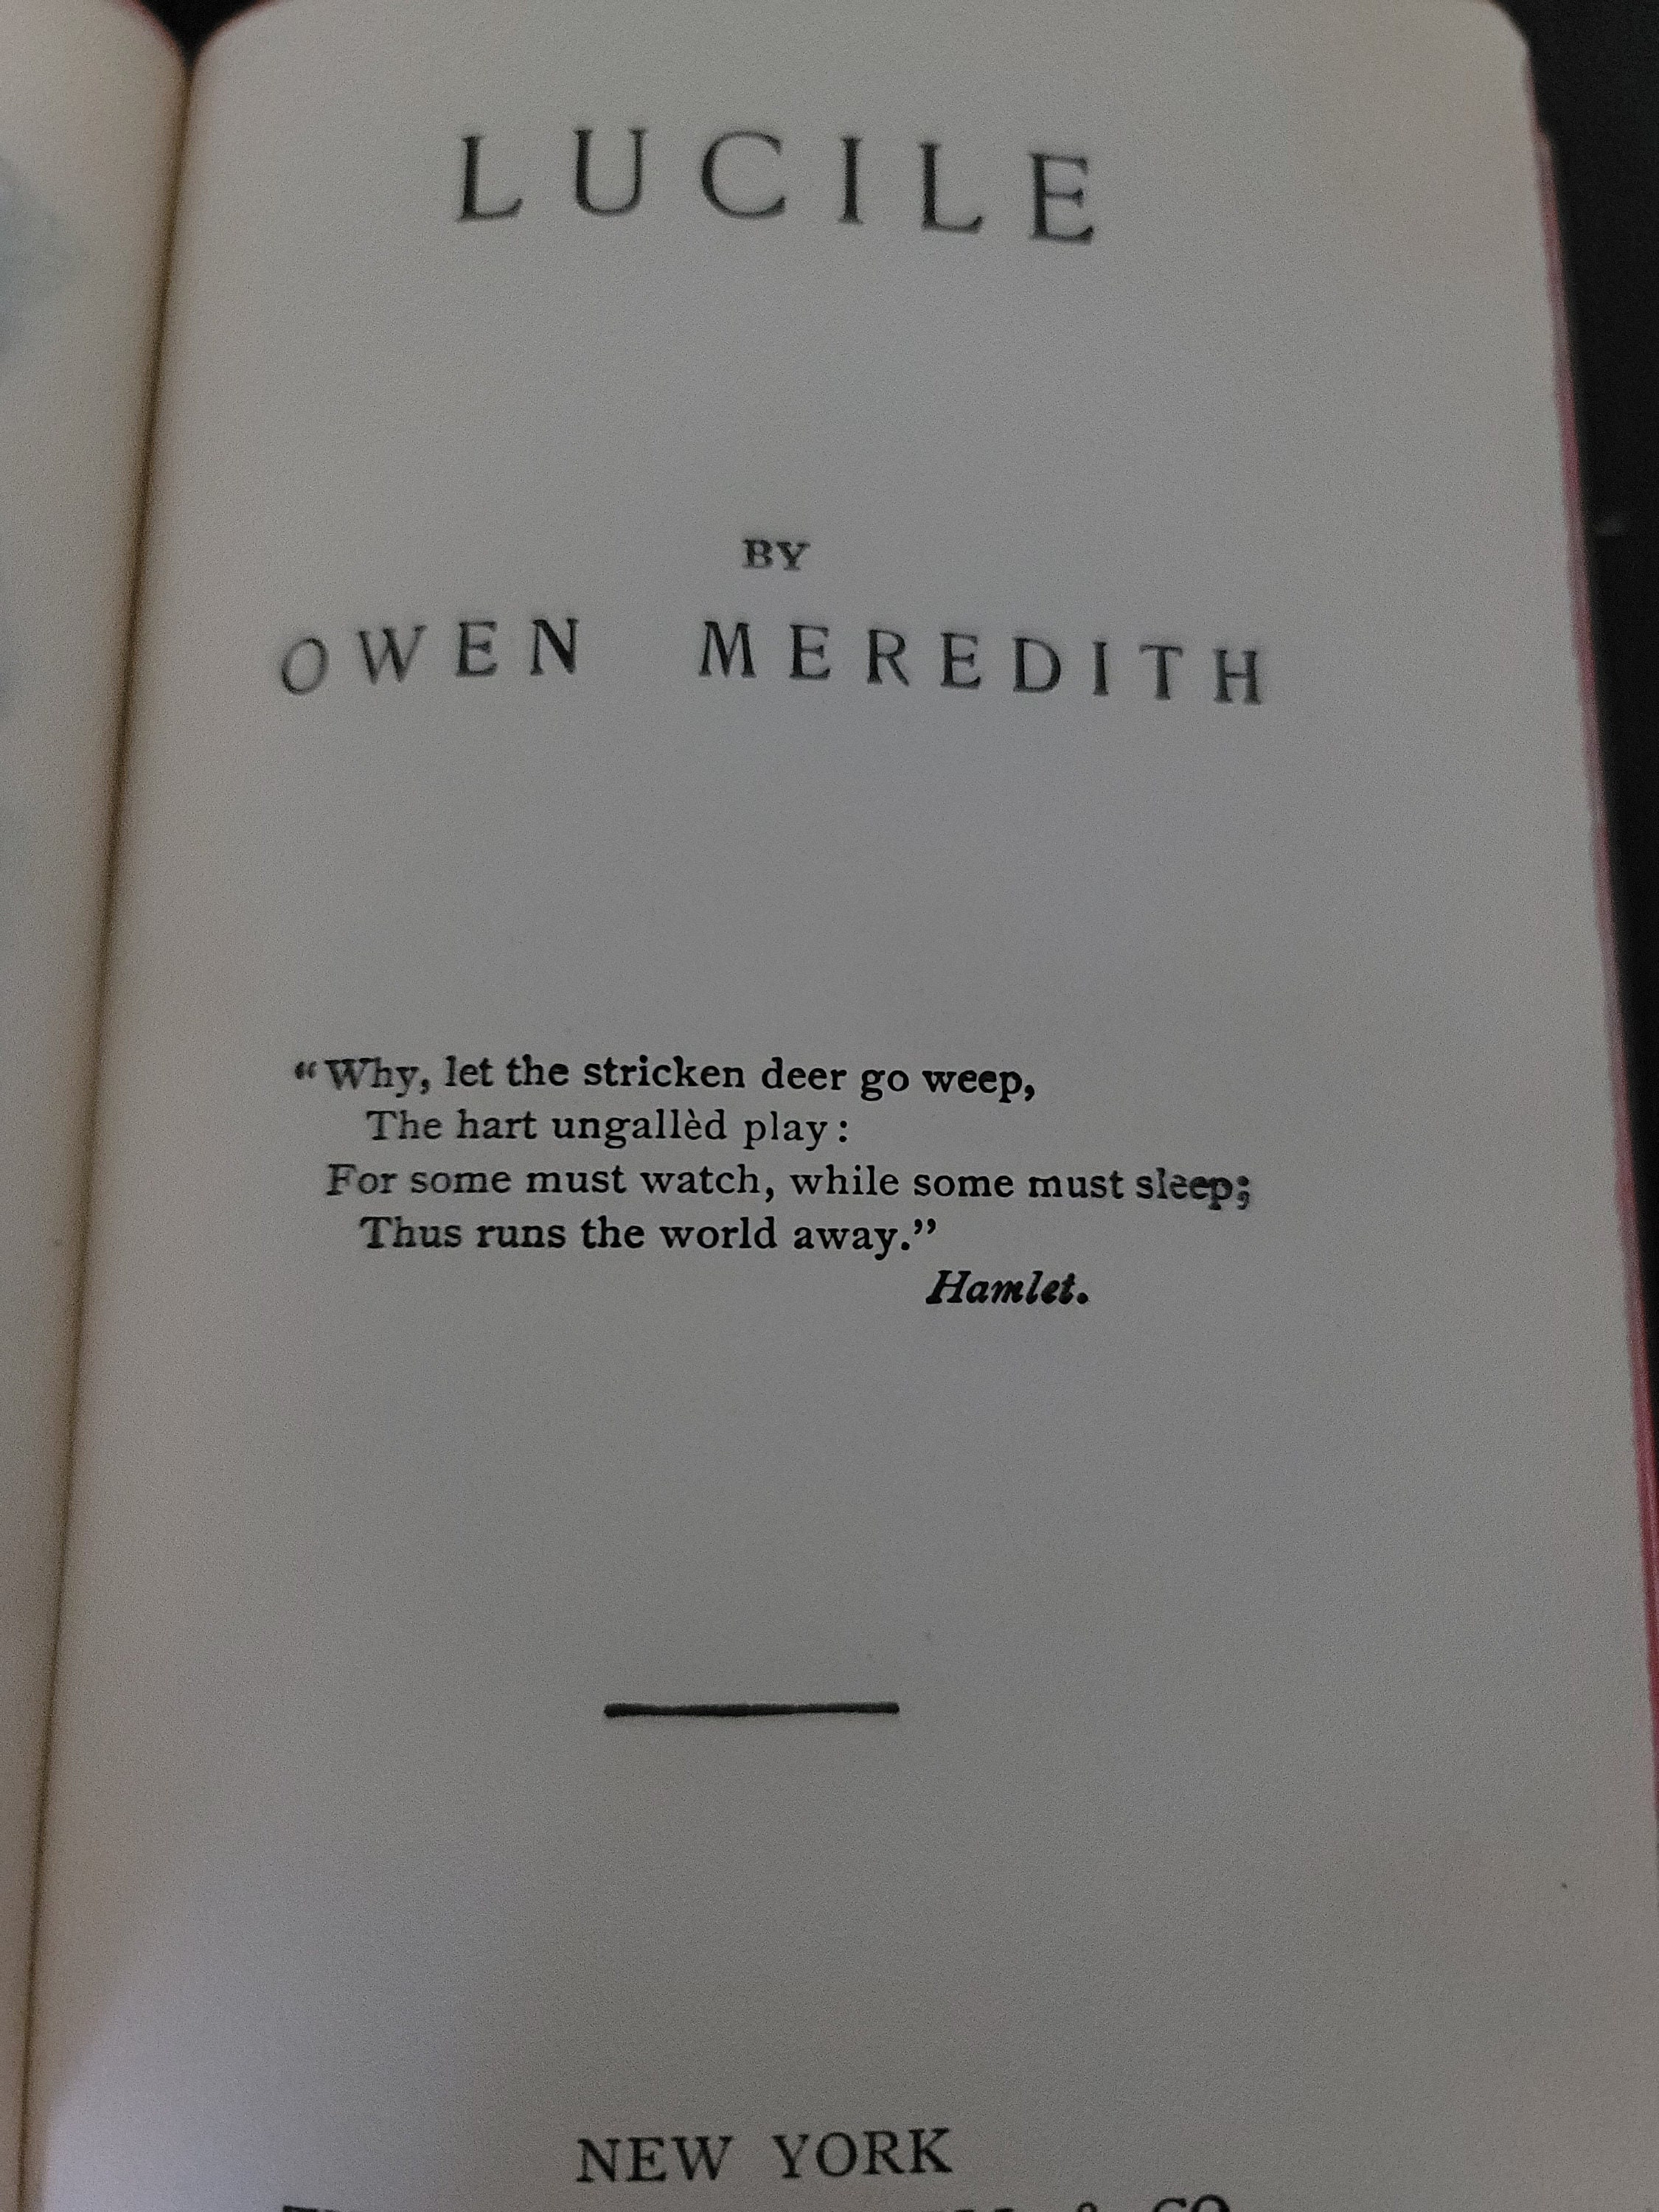 LUCILE
BY
OWEN MEREDITH
“Why, let the stricken deer go weep,
The hart ungallèd play:
For some must watch, while some must sleep;
Thus runs the world away.”
Hamlet.
NEW YORK
& CO